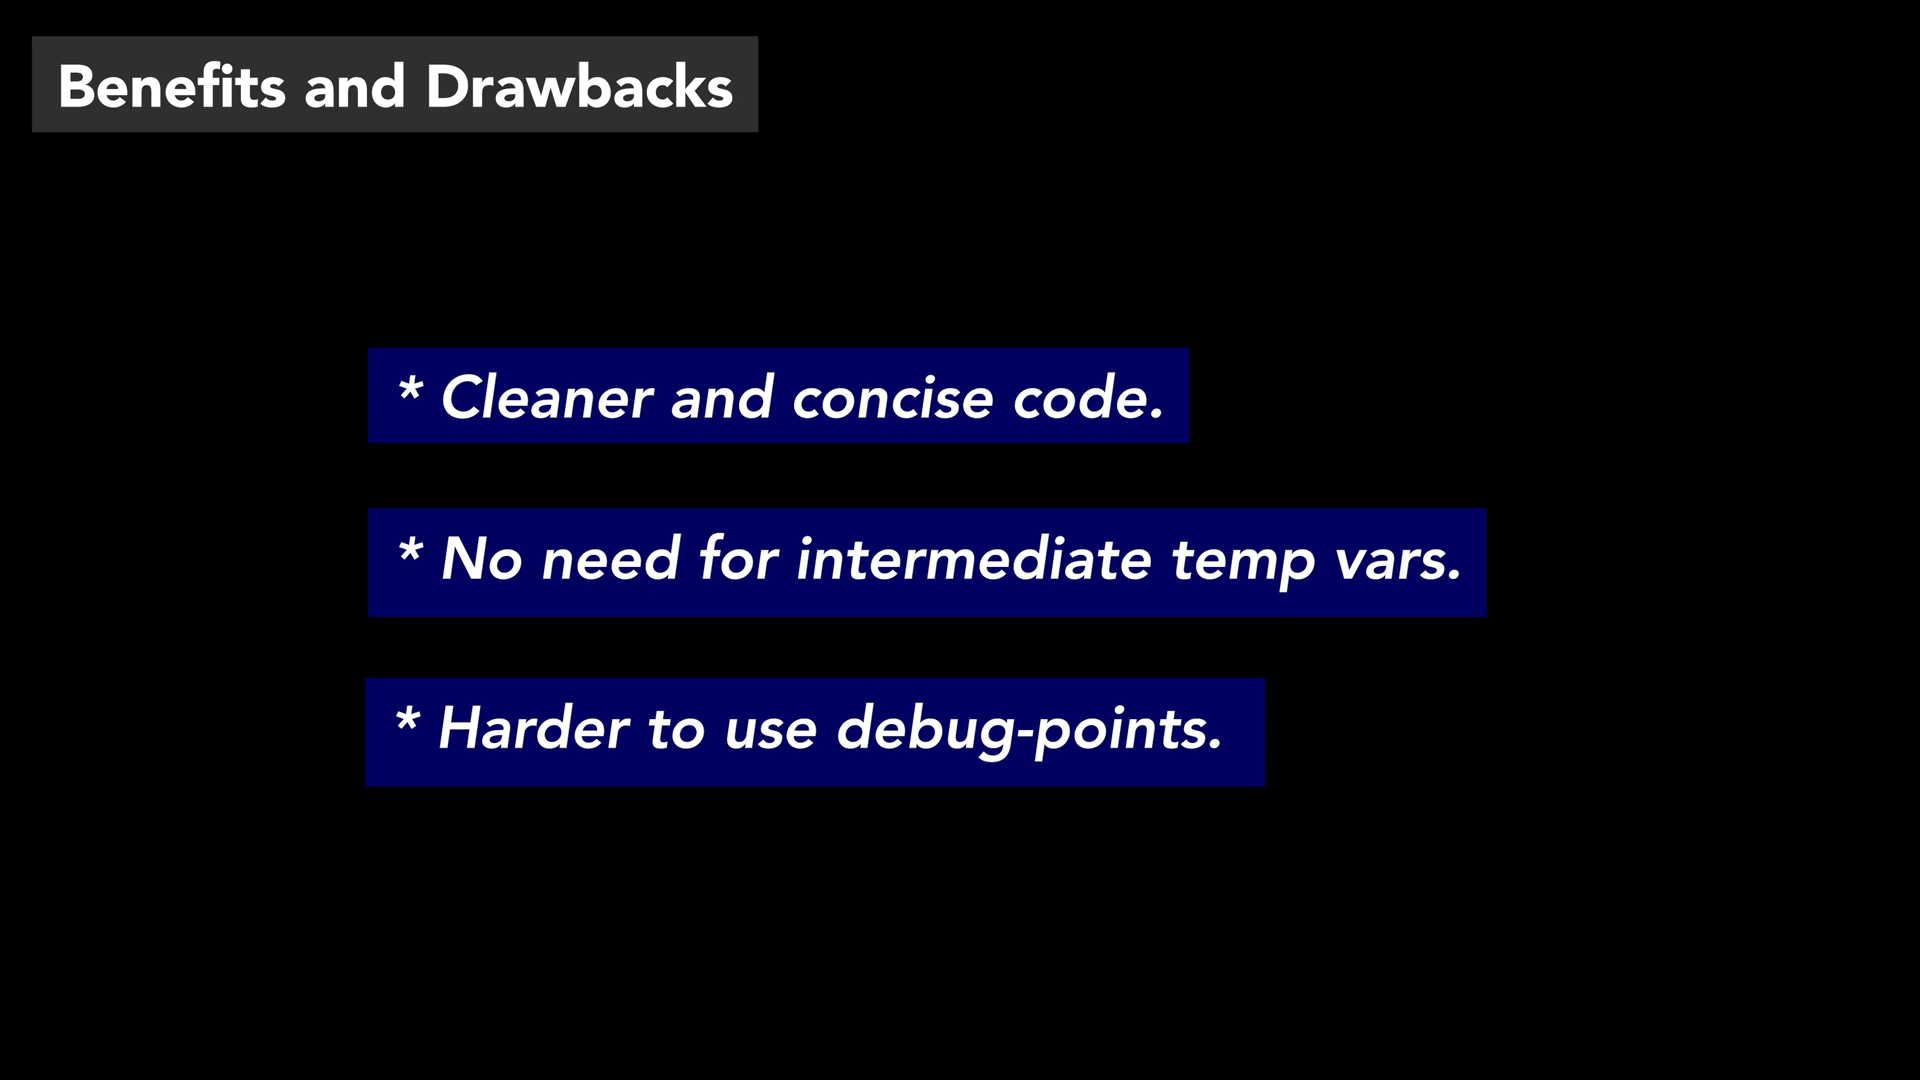 Benefits and Drawbacks
* Cleaner and concise code.
* No need for intermediate temp vars.
* Harder to use debug-points.